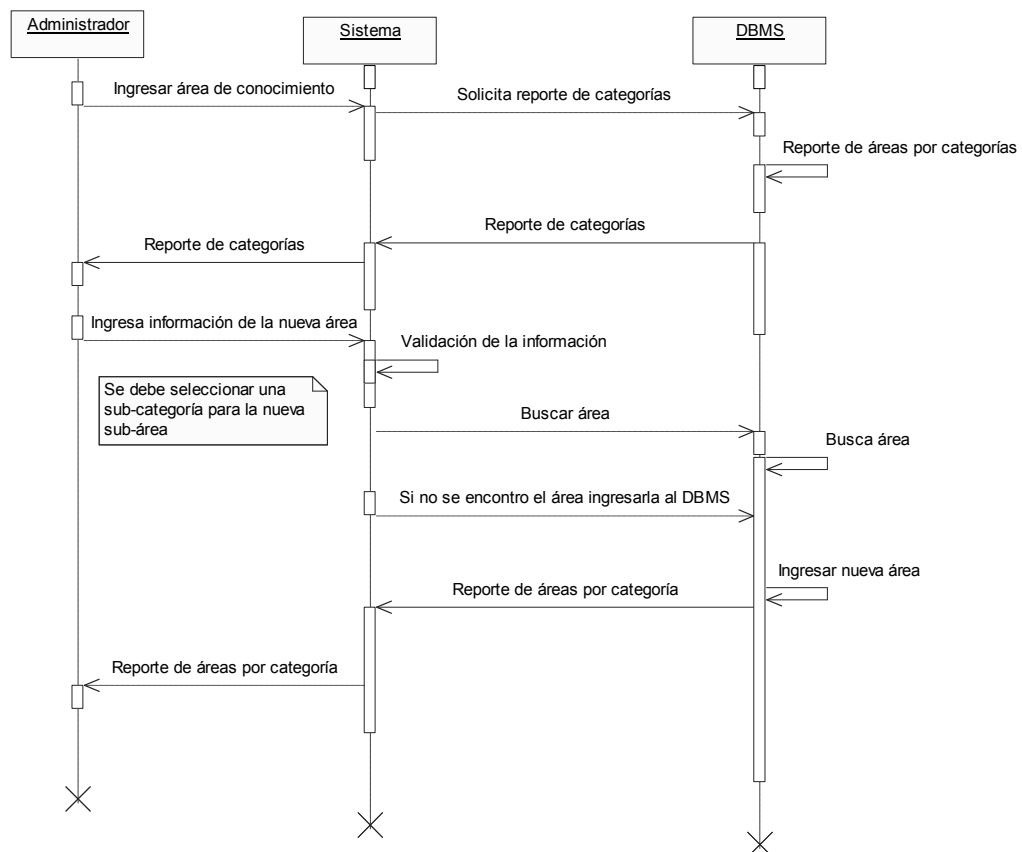 Administrador
Sistema
DBMS
Ingresar área de conocimiento
Solicita reporte de categorías
Reporte de áreas por categorías
Reporte de categorías
Reporte de categorías
Ingresa información de la nueva área
Validación de la información
Se debe seleccionar una
sub-categoría para la nueva
sub-área
Buscar área
Busca área
Si no se encontro el área ingresarla al DBMS
Ingresar nueva área
Reporte de áreas por categoría
Reporte de áreas por categoría